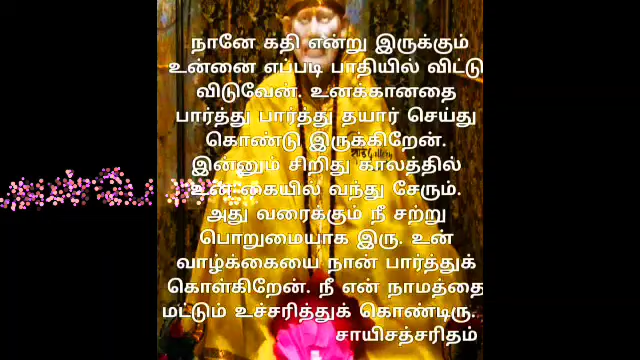 நானே கதி என்று இருக்கும்
உன்னை எப்படி பாதியில் விட்டு
விடுவேன். உனக்கானதை
பார்த்து பார்த்து தயார் செய்து
கொண்டு இருக்கிறேன்.
இன்னும் சிறிது காலத்தில்
உன் கையில் வந்து சேரும்.
அது வரைக்கும் நீ சற்று
பொறுமையாக இரு. உன்
வாழ்க்கையை நான் பார்த்துக்
கொள்கிறேன். நீ என் நாமத்தை
மட்டும் உச்சரித்துக் கொண்டிரு.
சாயிசத்சரிதம்